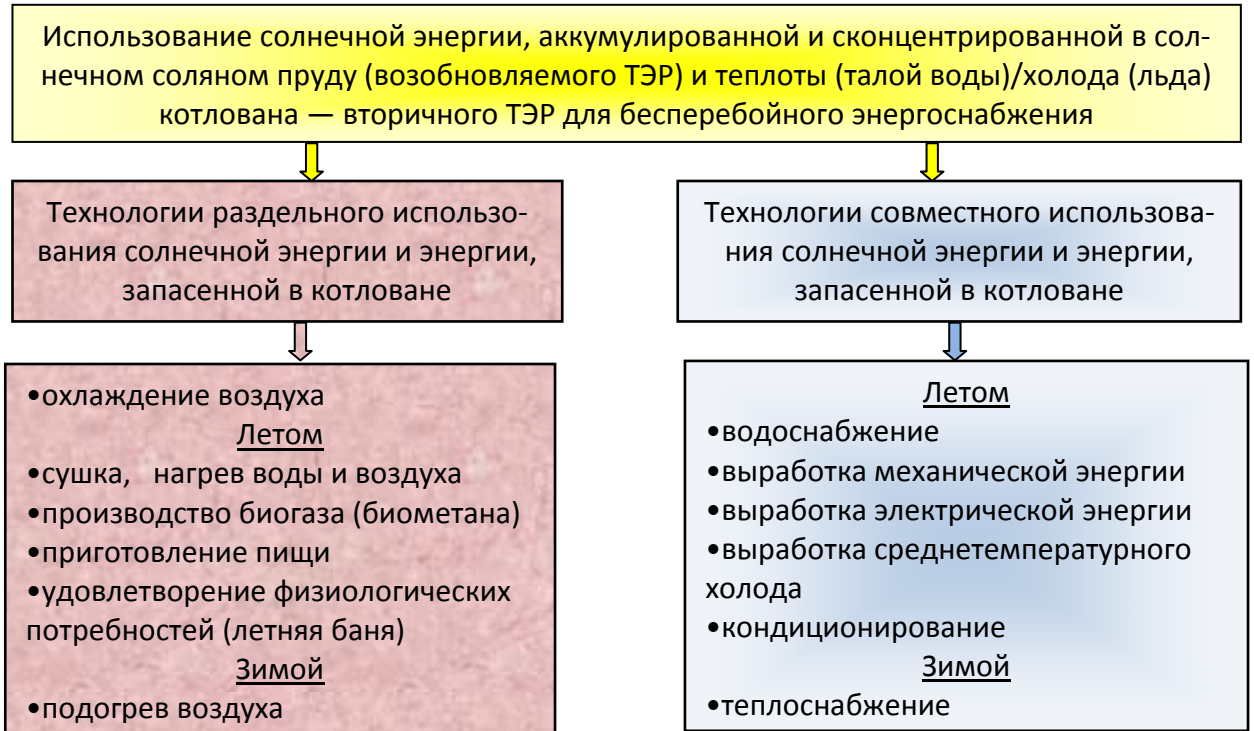 Использование солнечной энергии, аккумулированной и сконцентрированной в сол-
нечном соляном пруду (возобновляемого ТЭР) и теплоты (талой воды)/холода (льда)
котлована — вторичного ТЭР для бесперебойного энергоснабжения
Технологии раздельного использо-
вания солнечной энергии и энергии,
запасенной в котловане
Технологии совместного использова-
ния солнечной энергии и энергии,
запасенной в котловане
•охлаждение воздуха
Летом
•сушка, нагрев воды и воздуха
•производство биогаза (биометана)
•приготовление пищи
•удовлетворение физиологических
потребностей (летняя баня)
Зимой
•подогрев воздуха
Летом
•водоснабжение
•выработка механической энергии
•выработка электрической энергии
•выработка среднетемпературного
холода
•кондиционирование
Зимой
•теплоснабжение